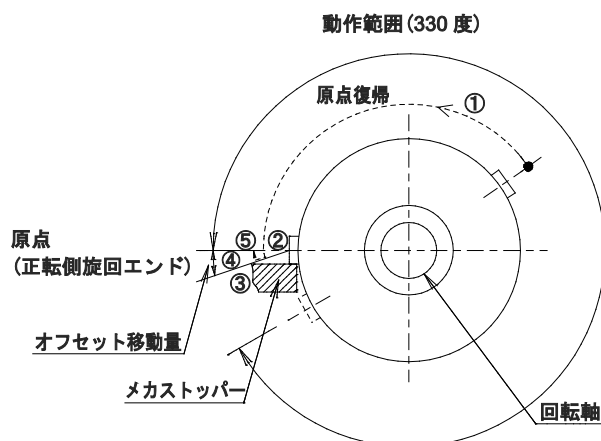 動作範囲(330 度)
原点復帰
①
原点
(正転側旋回エンド)
⑤
②
④
③
オフセット移動量
メカストッパー
回転軸